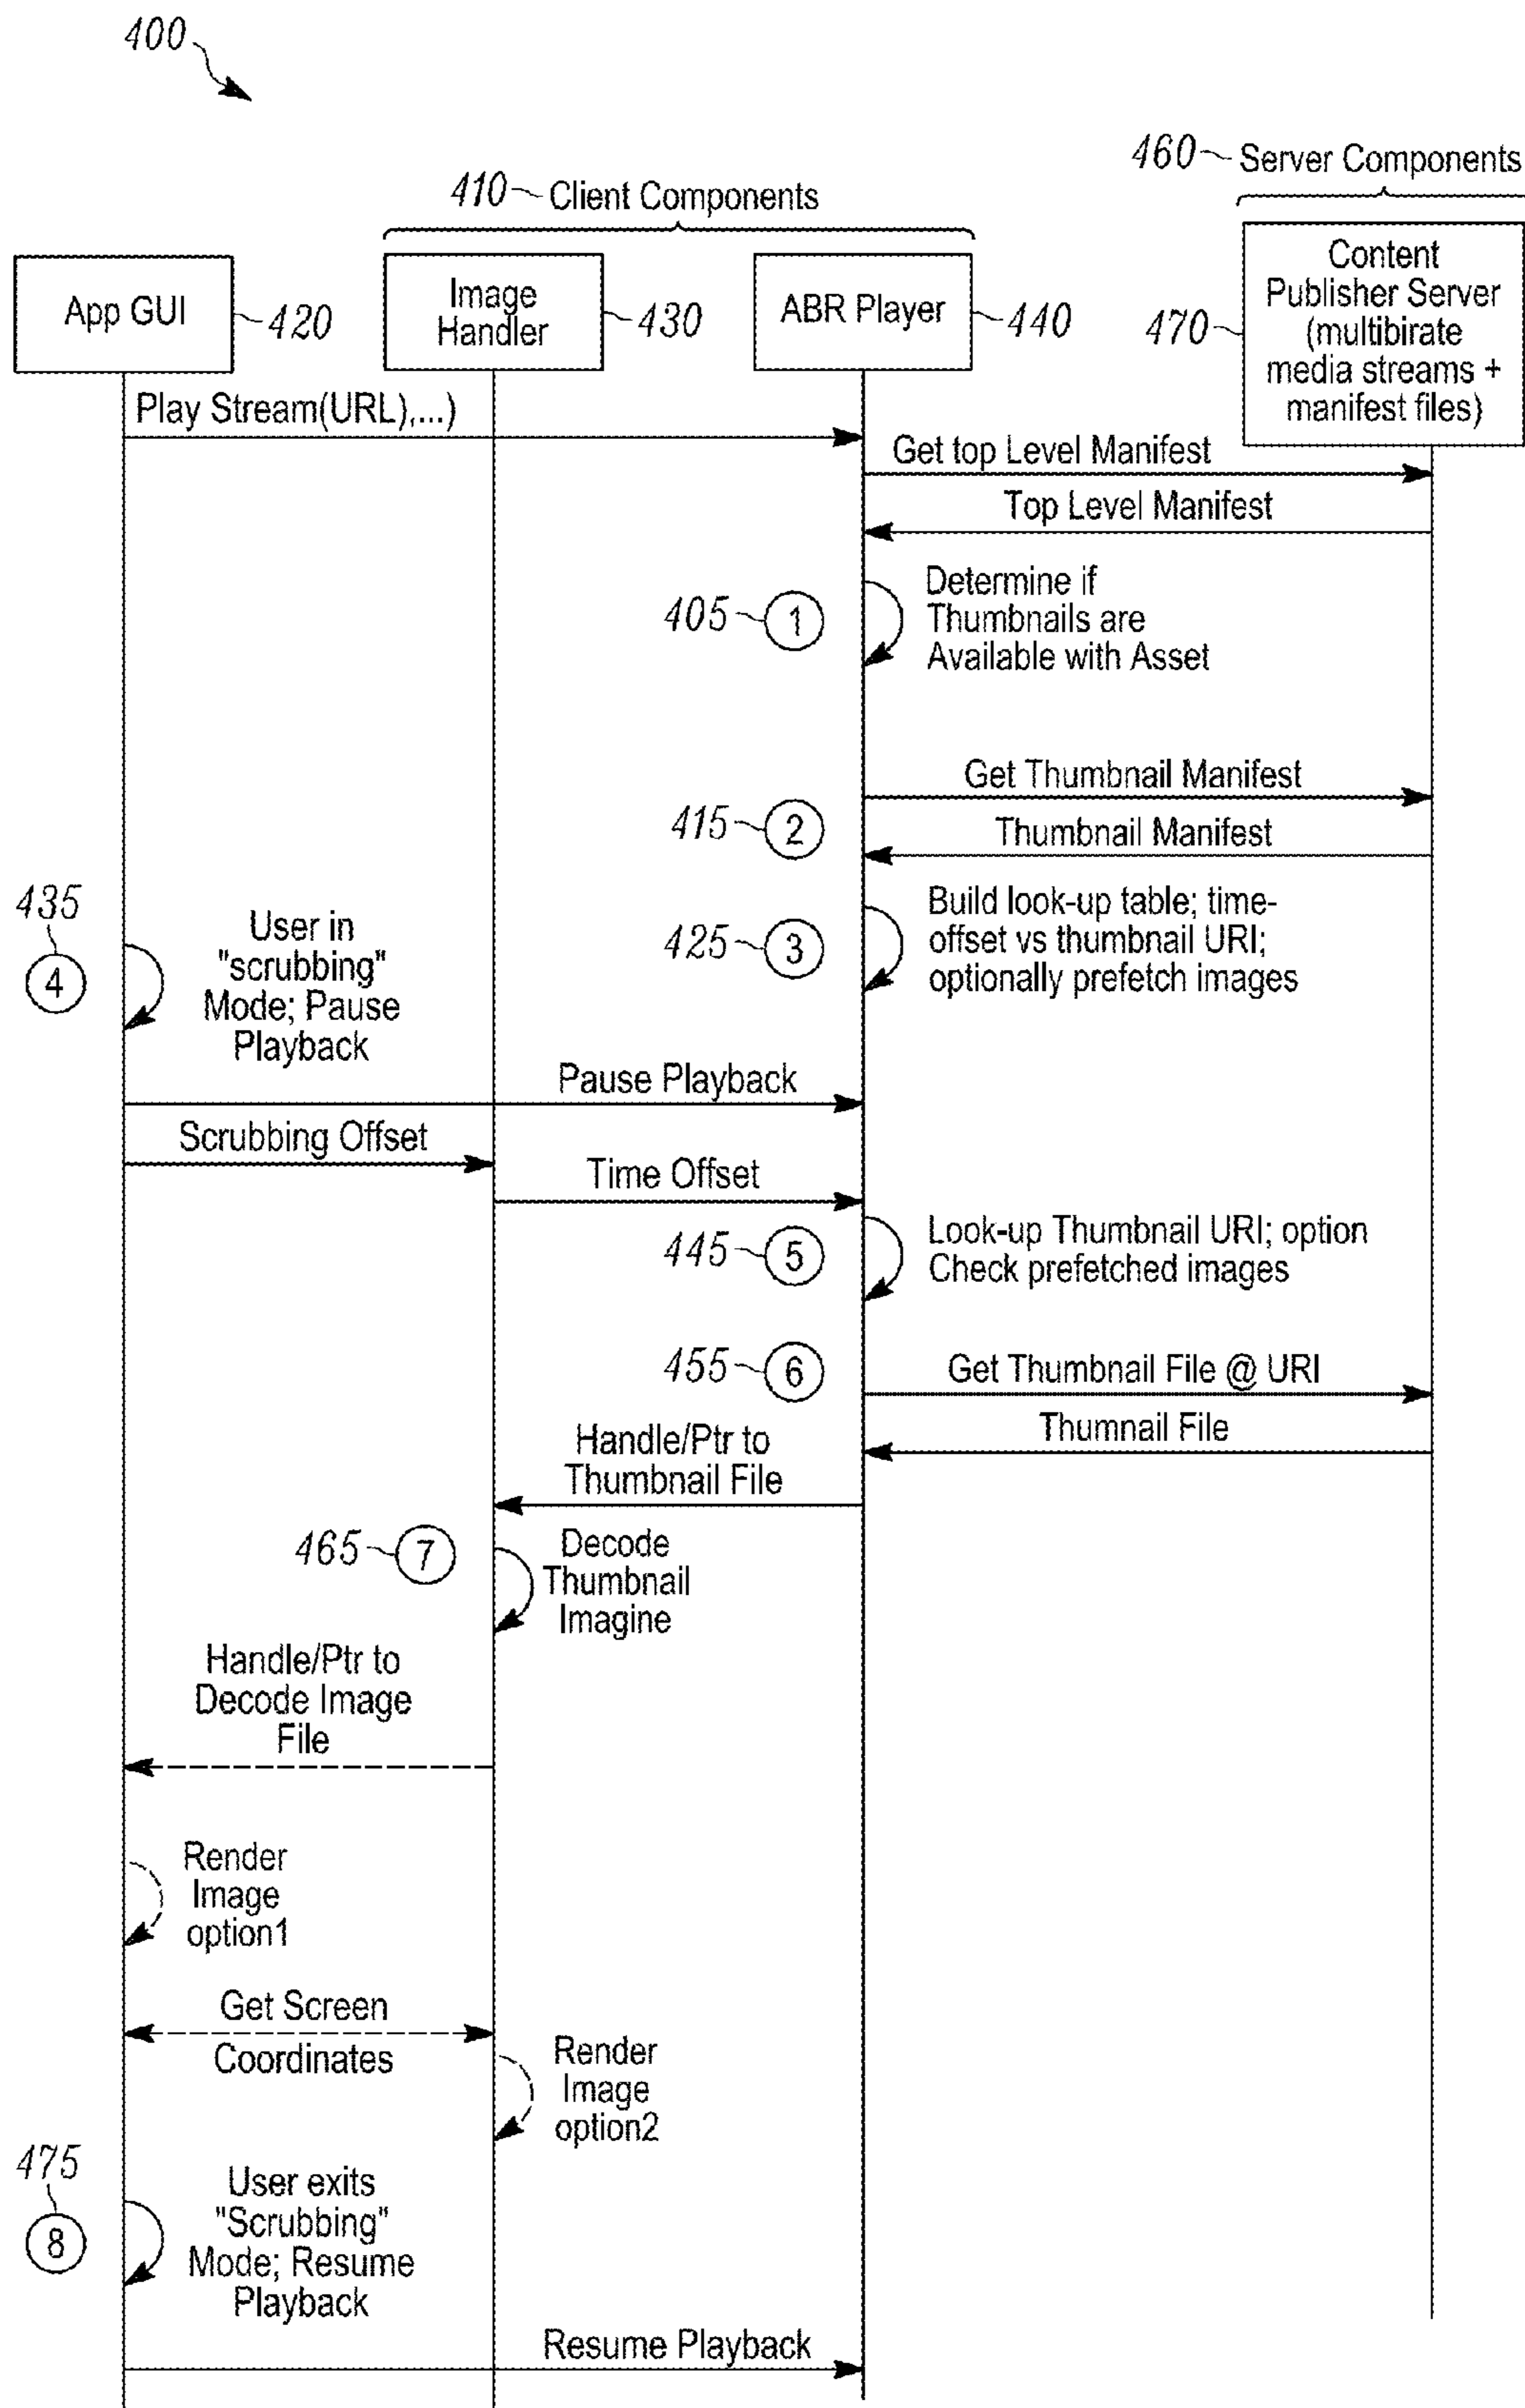 400
460 Server Components
410 Client Components
App GUI
420
Image
Handler
430
ABR Player
440
470
Content
Publisher Server
(multibirate
media streams +
manifest files)
Play Stream(URL),...)
Get top Level Manifest
Top Level Manifest
405 1
Determine if
Thumbnails are
Available with Asset
Get Thumbnail Manifest
415 2
Thumbnail Manifest
425 3
Build look-up table; time-
offset vs thumbnail URI;
optionally prefetch images
435
4
User in
"scrubbing"
Mode; Pause
Playback
Pause Playback
Scrubbing Offset
Time Offset
445 5
Look-up Thumbnail URI; option
Check prefetched images
455 6
Get Thumbnail File @ URI
Thumnail File
Handle/Ptr to
Thumbnail File
465 7
Decode
Thumbnail
Imagine
Handle/Ptr to
Decode Image
File
Render
Image
option1
Get Screen
Coordinates
Render
Image
option2
475
8
User exits
"Scrubbing"
Mode; Resume
Playback
Resume Playback